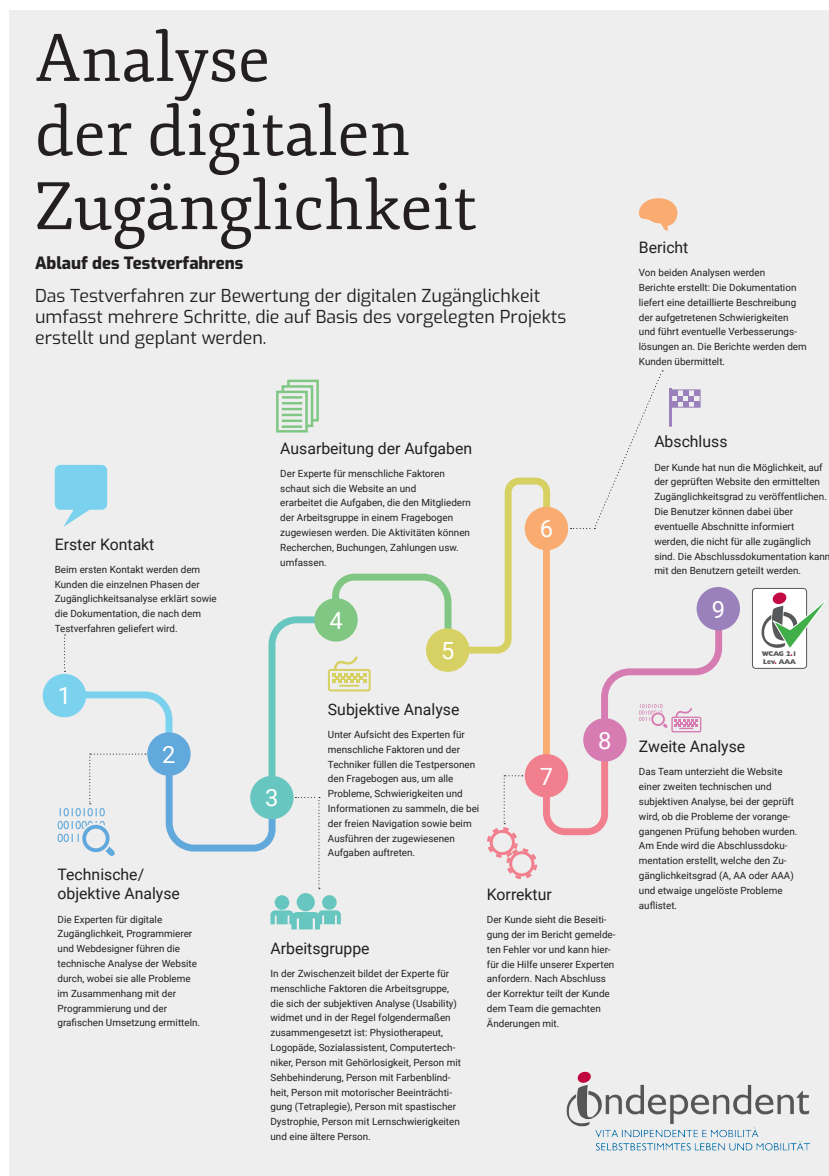 Analyse
der digitalen
Zugänglichkeit
Ablauf des Testverfahrens
Das Testverfahren zur Bewertung der digitalen Zugänglichkeit
umfasst mehrere Schritte, die auf Basis des vorgelegten Projekts
erstellt und geplant werden.
1
Erster Kontakt
Beim ersten Kontakt werden dem
Kunden die einzelnen Phasen der
Zugänglichkeitsanalyse erklärt sowie
die Dokumentation, die nach dem
Testverfahren geliefert wird.
2
10101010
Technische/
objektive Analyse
Die Experten für digitale
Zugänglichkeit, Programmierer
und Webdesigner führen die
technische Analyse der Website
durch, wobei sie alle Probleme
im Zusammenhang mit der
Programmierung und der
grafischen Umsetzung ermitteln.
3
Arbeitsgruppe
In der Zwischenzeit bildet der Experte für
menschliche Faktoren die Arbeitsgruppe,
die sich der subjektiven Analyse (Usability)
widmet und in der Regel folgendermaßen
zusammengesetzt ist: Physiotherapeut,
Logopäde, Sozialassistent, Computertech-
niker, Person mit Gehörlosigkeit, Person mit
Sehbehinderung, Person mit Farbenblind-
heit, Person mit motorischer Beeinträchti-
gung (Tetraplegie), Person mit spastischer
Dystrophie, Person mit Lernschwierigkeiten
und eine ältere Person.
4
Ausarbeitung der Aufgaben
Der Experte für menschliche Faktoren
schaut sich die Website an und
erarbeitet die Aufgaben, die den Mitgliedern
der Arbeitsgruppe in einem Fragebogen
zugewiesen werden. Die Aktivitäten können
Recherchen, Buchungen, Zahlungen usw.
umfassen.
5
Subjektive Analyse
Unter Aufsicht des Experten für
menschliche Faktoren und der
Techniker füllen die Testpersonen
den Fragebogen aus, um alle
Probleme, Schwierigkeiten und
Informationen zu sammeln, die bei
der freien Navigation sowie beim
Ausführen der zugewiesenen
Aufgaben auftreten.
6
Bericht
Von beiden Analysen werden
Berichte erstellt: Die Dokumentation
liefert eine detaillierte Beschreibung
der aufgetretenen Schwierigkeiten
und führt eventuelle Verbesserungs-
lösungen an. Die Berichte werden dem
Kunden übermittelt.
7
Korrektur
Der Kunde sieht die Beseiti-
gung der im Bericht gemelde-
ten Fehler vor und kann hier-
für die Hilfe unserer Experten
anfordern. Nach Abschluss
der Korrektur teilt der Kunde
dem Team die gemachten
Änderungen mit.
8
10101010
Zweite Analyse
Das Team unterzieht die Website
einer zweiten technischen und
subjektiven Analyse, bei der geprüft
wird, ob die Probleme der vorange-
gangenen Prüfung behoben wurden.
Am Ende wird die Abschlussdoku-
mentation erstellt, welche den Zu-
gänglichkeitsgrad (A, AA oder AAA)
und etwaige ungelöste Probleme
auflistet.
9
Abschluss
Der Kunde hat nun die Möglichkeit, auf
der geprüften Website den ermittelten
Zugänglichkeitsgrad zu veröffentlichen.
Die Benutzer können dabei über
eventuelle Abschnitte informiert
werden, die nicht für alle zugänglich
sind. Die Abschlussdokumentation kann
mit den Benutzern geteilt werden.
WCAG 2.1
Lev. AAA
independent
VITA INDIPENDENTE E MOBILITÀ
SELBSTBESTIMMTES LEBEN UND MOBILITÄT